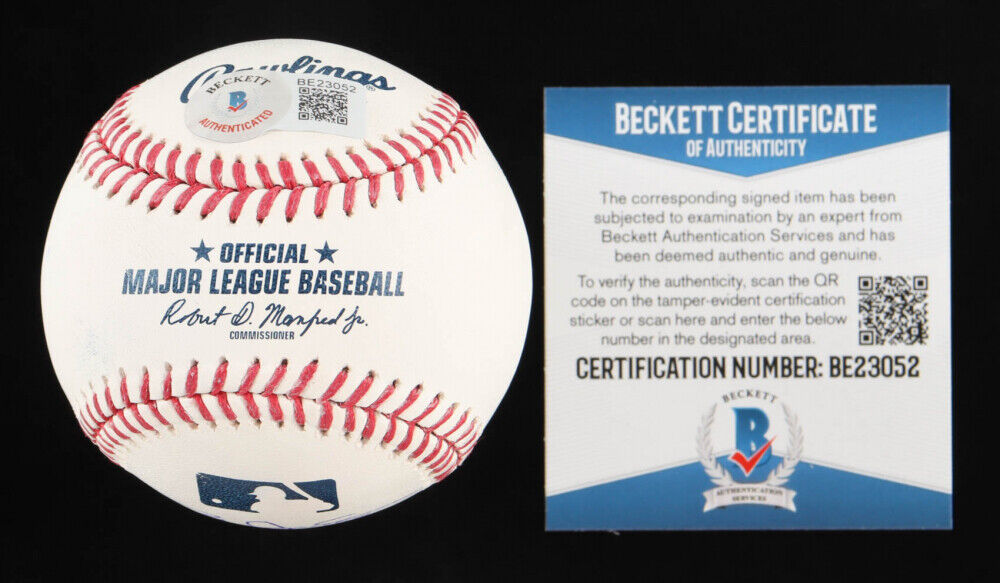 Rawlings®
BECKETT
B
AUTHENTICATED
BE23052
★ OFFICIAL ★
MAJOR LEAGUE BASEBALL
Robert D. Manfred Jr.
COMMISSIONER
BECKETT CERTIFICATE
OF AUTHENTICITY
The corresponding signed item has been
subjected to examination by an expert from
Beckett Authentication Services and has
been deemed authentic and genuine.
To verify the authenticity, scan the QR
code on the tamper-evident certification
sticker or scan here and enter the below
number in the designated area.
CERTIFICATION NUMBER: BE23052
BECKETT
B
AUTHENTICATION
SERVICES